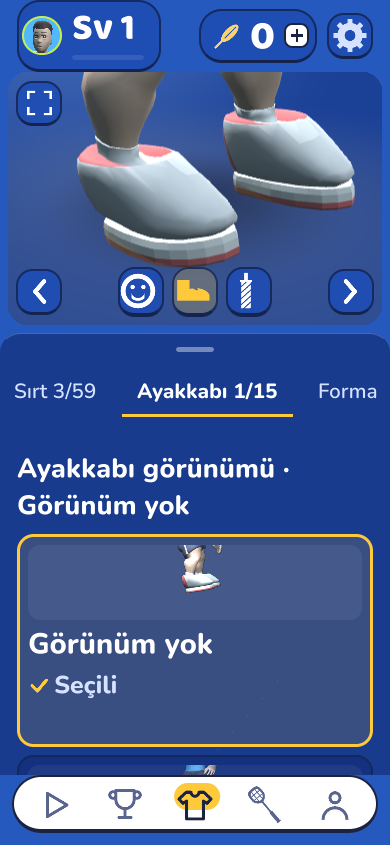 Sv 1
0
Sırt 3/59
Ayakkabı 1/15
Forma
Ayakkabı görünümü ·
Görünüm yok
Görünüm yok
Seçili